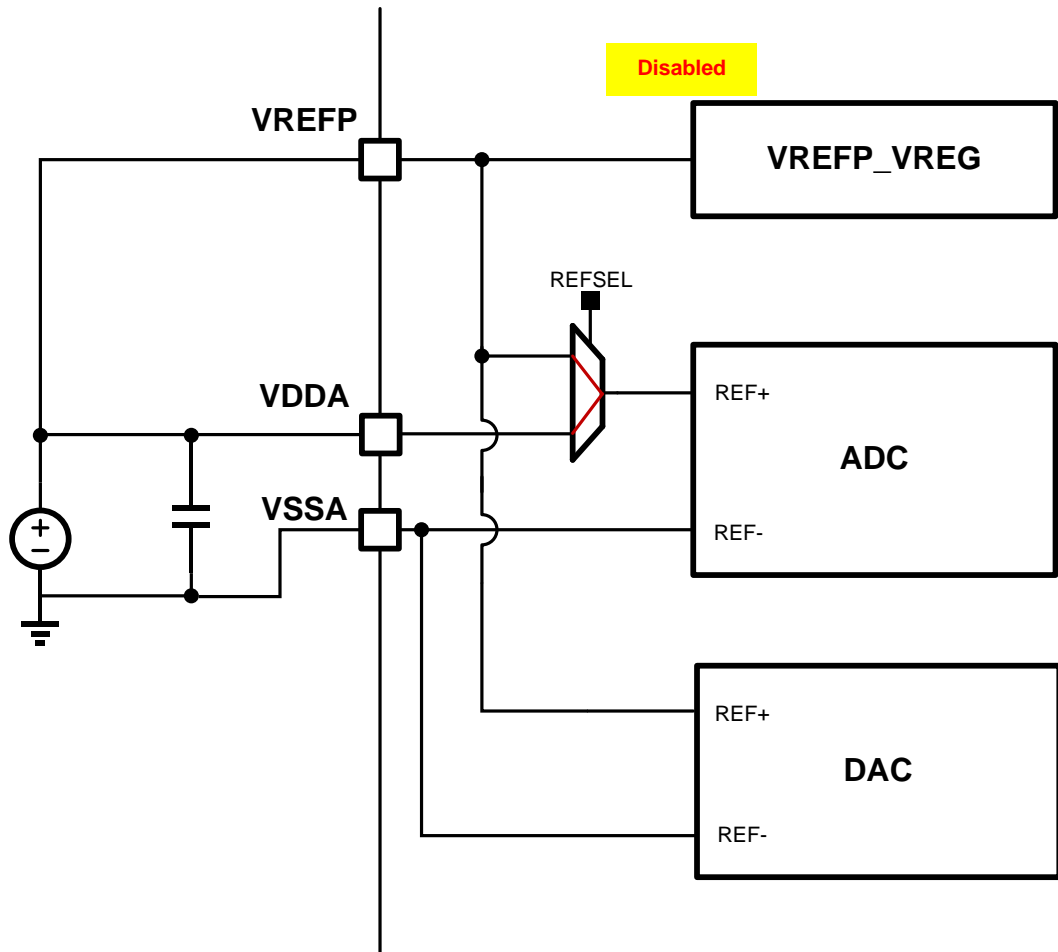 Disabled
VREFP
VREFP_VREG
REFSEL
VDDA
REF+
ADC
VSSA
REF-
REF+
DAC
REF-